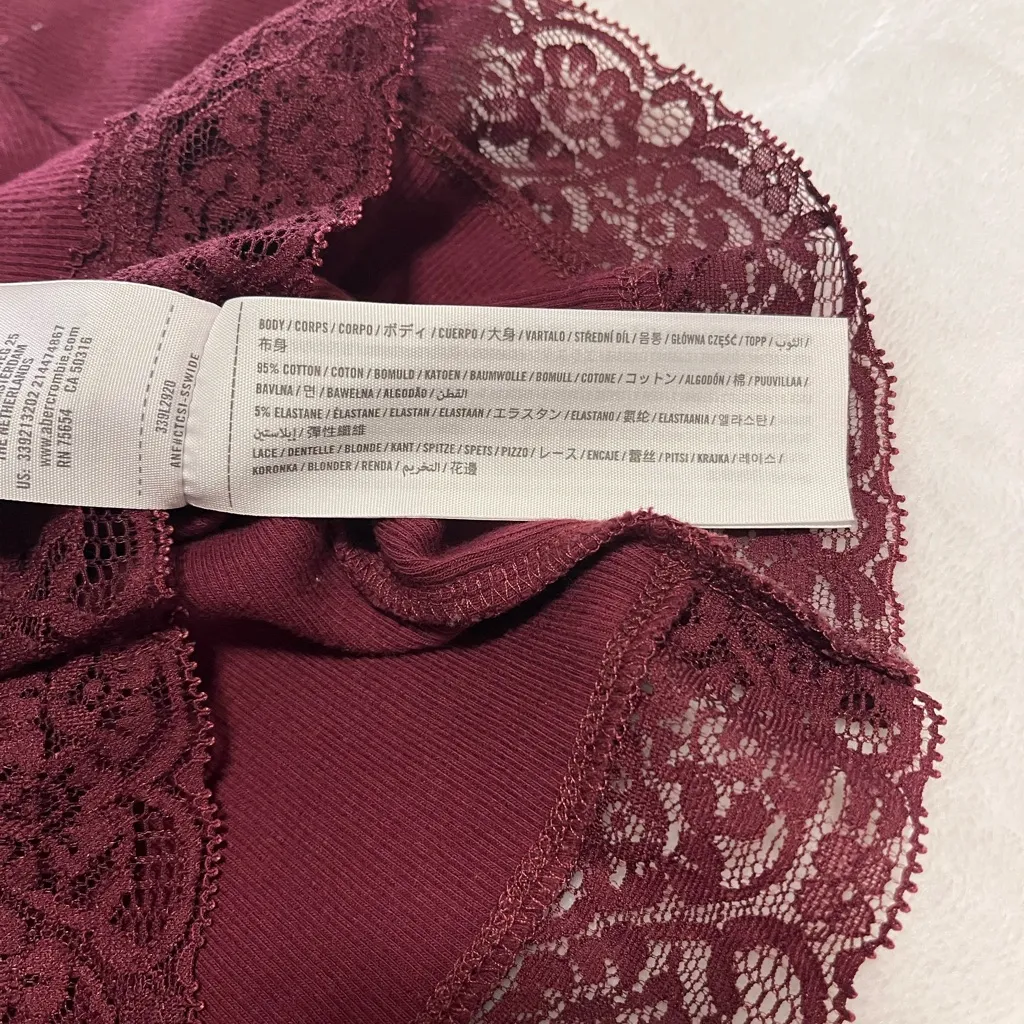 THE NETHERLANDS
US: 339213202 214474867
www.abercrombie.com
RN 75654 CA 50316
339L2920
ANF#CTCSI-SSWIDE
BODY / CORPS / CORPO / ボディ / CUERPO / 大身 / VARTALO / STŘEDNÍ DÍL / 몸통 / GŁÓWNA CZĘŚĆ / TOPP / الثوب /
布身
95% COTTON / COTON / BOMULD / KATOEN / BAUMWOLLE / BOMULL / COTONE / コットン / ALGODÓN / 棉 / PUUVILLAA /
BAVLNA / 면 / BAWEŁNA / ALGODÃO / القطن
5% ELASTANE / ÉLASTANE / ELASTAN / ELASTAAN / エラスタン / ELASTANO / 氨纶 / ELASTAANIA / 엘라스탄 /
إيلاستين / 彈性纖維
LACE / DENTELLE / BLONDE / KANT / SPITZE / SPETS / PIZZO / レース / ENCAJE / 蕾丝 / PITSI / KRAJKA / 레이스 /
KORONKA / BLONDER / RENDA / التخريم / 花邊